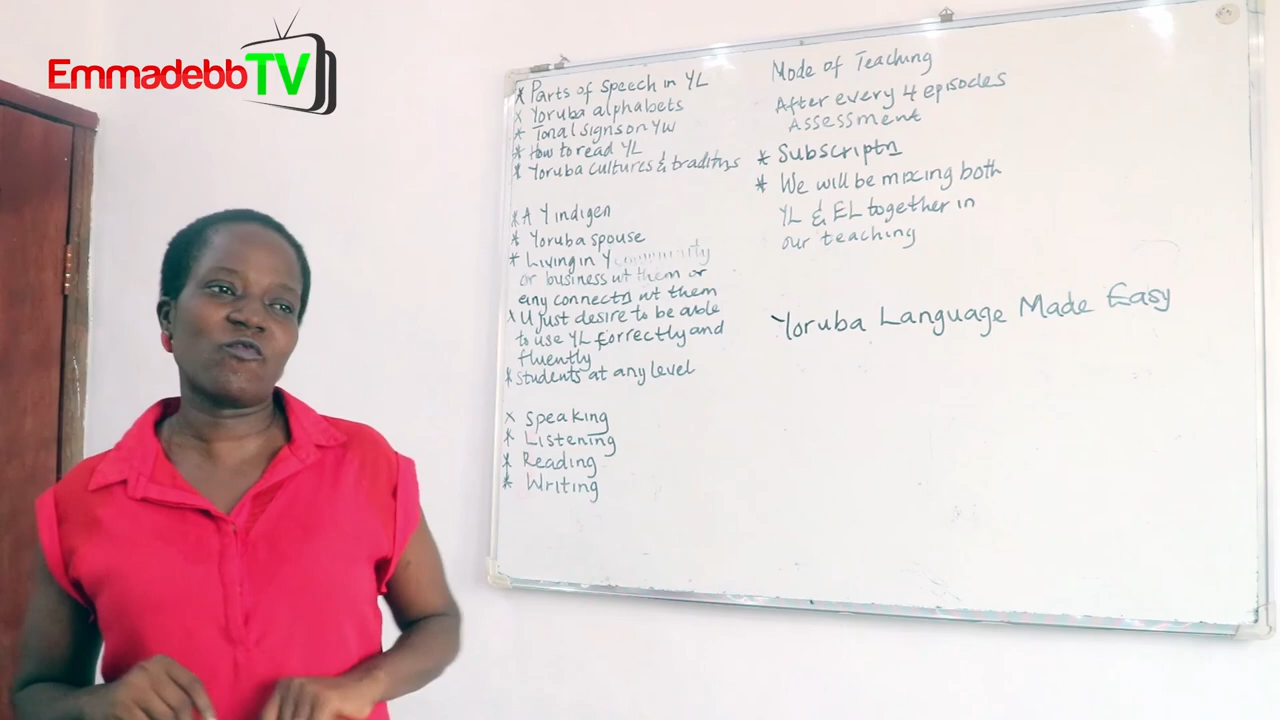 EmmadebbTV
* Parts of Speech in YL
* Yoruba alphabets
* Tonal signs on YW
* How to read YL
* Yoruba cultures & traditns
* A Y indigen
* Yoruba spouse
* Living in Y community
or business wt them or
any connectn wt them
* U just desire to be able
to use YL correctly and
fluently
* Students at any level
* Speaking
* Listening
* Reading
* Writing
Mode of Teaching
After every 4 episodes
Assessment
* Subscriptn
* We will be mixing both
YL & EL together in
our teaching
Yoruba Language Made Easy